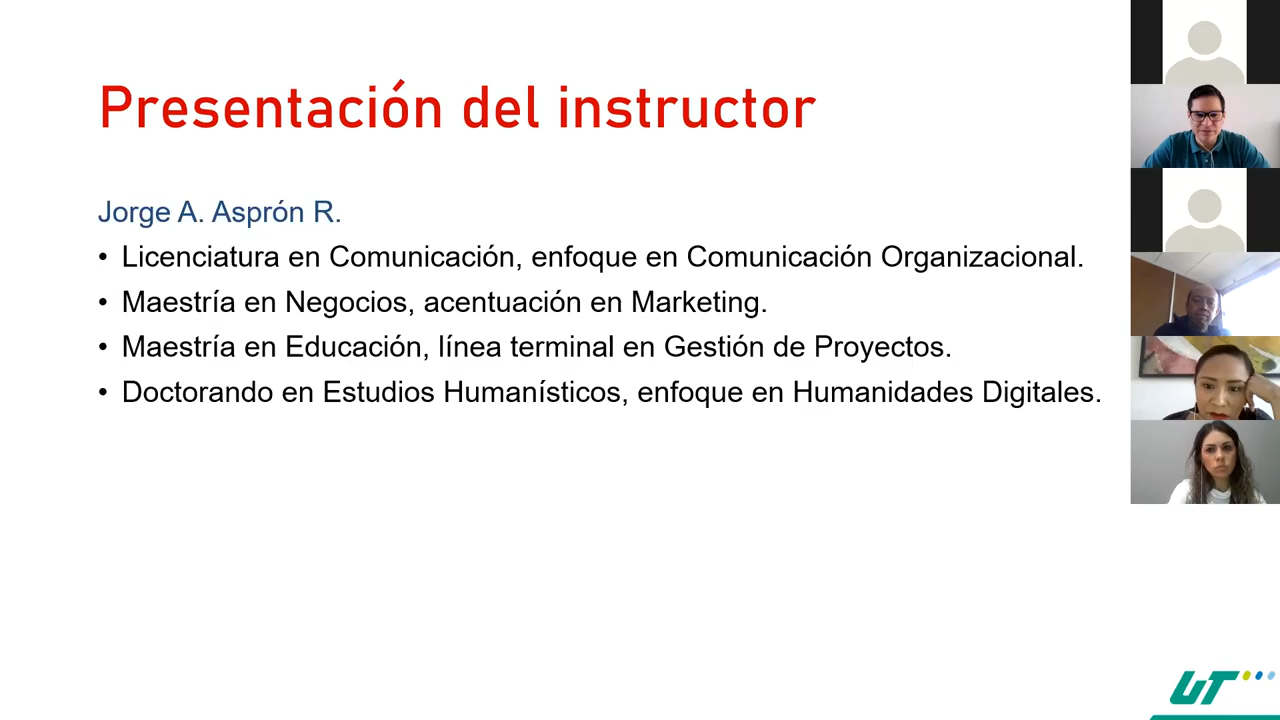 Presentación del instructor
Jorge A. Asprón R.
• Licenciatura en Comunicación, enfoque en Comunicación Organizacional.
• Maestría en Negocios, acentuación en Marketing.
• Maestría en Educación, línea terminal en Gestión de Proyectos.
• Doctorando en Estudios Humanísticos, enfoque en Humanidades Digitales.
UT